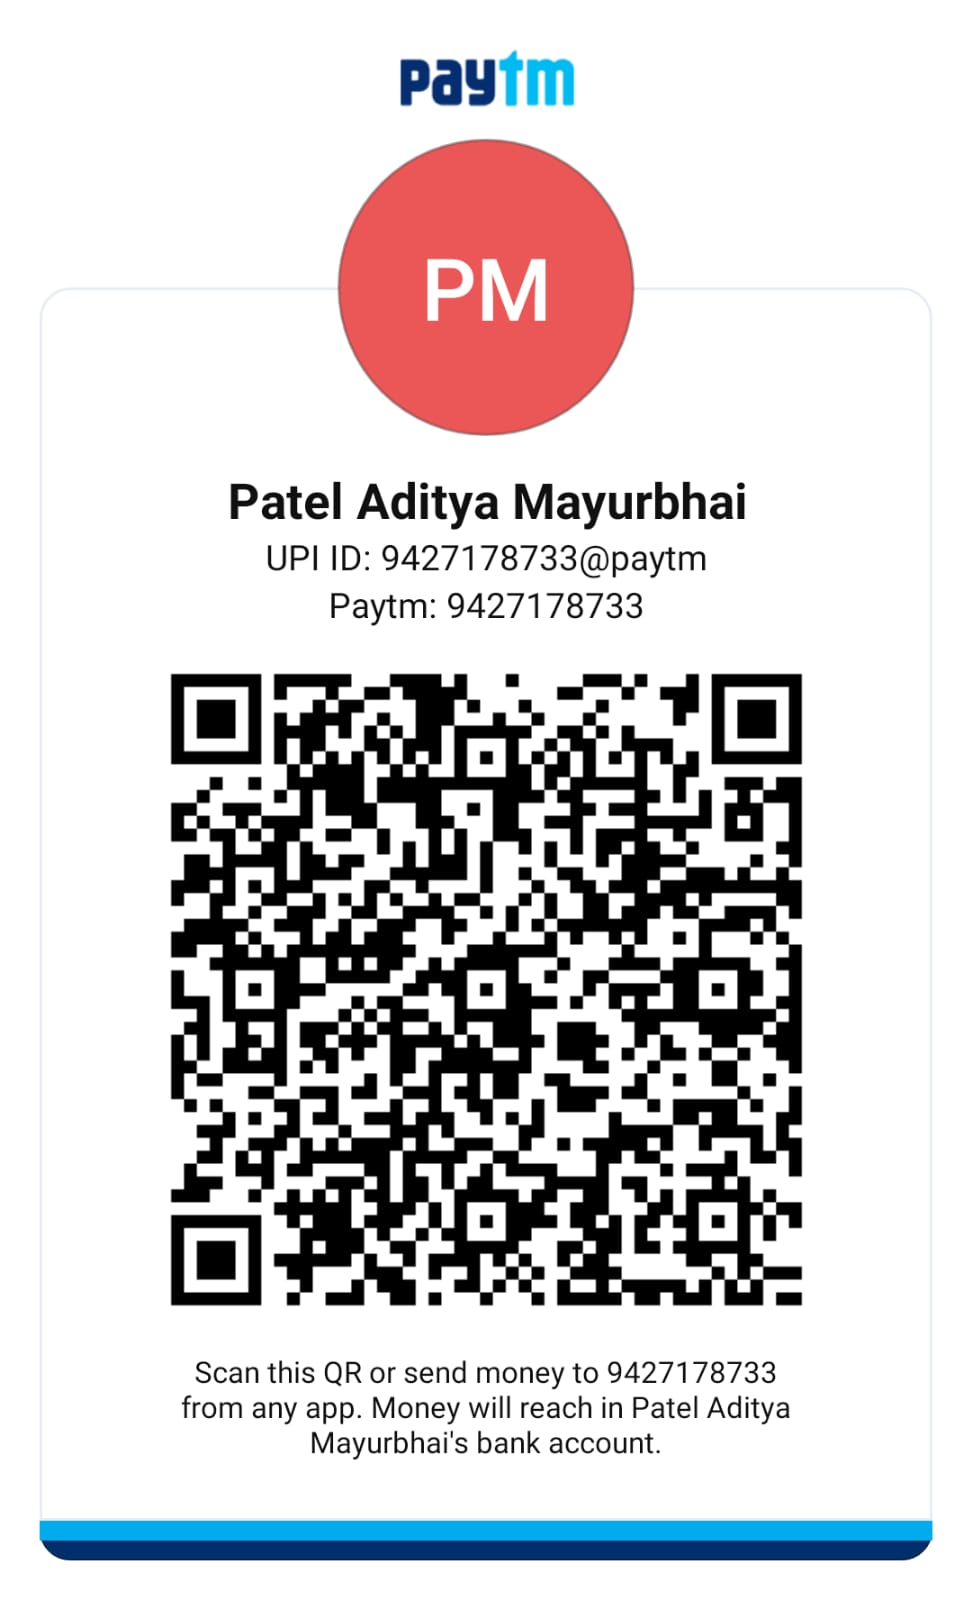 paytm
PM
Patel Aditya Mayurbhai
UPI ID: 9427178733@paytm
Paytm: 9427178733
Scan this QR or send money to 9427178733
from any app. Money will reach in Patel Aditya
Mayurbhai's bank account.